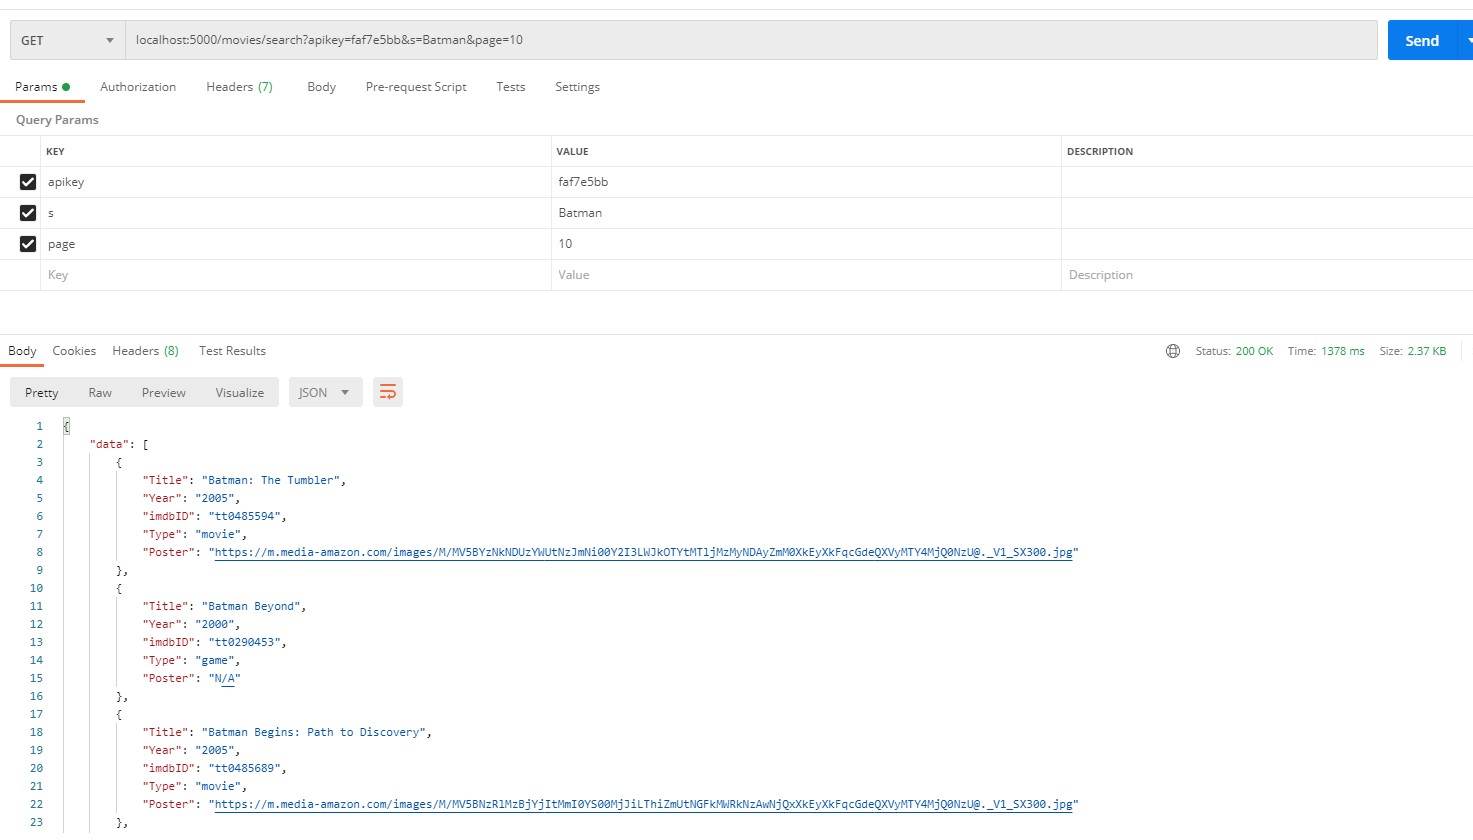 GET localhost:5000/movies/search?apikey=faf7e5bb&s=Batman&page=10 Send
Params Authorization Headers (7) Body Pre-request Script Tests Settings
Query Params
KEY VALUE DESCRIPTION
apikey faf7e5bb
s Batman
page 10
Key Value Description
Body Cookies Headers (8) Test Results Status: 200 OK Time: 1378 ms Size: 2.37 KB
Pretty Raw Preview Visualize JSON
1 {
2 "data": [
3 {
4 "Title": "Batman: The Tumbler",
5 "Year": "2005",
6 "imdbID": "tt0485594",
7 "Type": "movie",
8 "Poster": "https://m.media-amazon.com/images/M/MV5BYzNkNDUzYWUtNzJmNi00Y2I3LWJkOTYtMTljMzMyNDAyZmM0XkEyXkFqcGdeQXVyMTY4MjQ0NzU@._V1_SX300.jpg"
9 },
10 {
11 "Title": "Batman Beyond",
12 "Year": "2000",
13 "imdbID": "tt0290453",
14 "Type": "game",
15 "Poster": "N/A"
16 },
17 {
18 "Title": "Batman Begins: Path to Discovery",
19 "Year": "2005",
20 "imdbID": "tt0485689",
21 "Type": "movie",
22 "Poster": "https://m.media-amazon.com/images/M/MV5BNzRlMzBjYjItMmI0YS00MjJiLThiZmUtNGFkMWRkNzAwNjQxXkEyXkFqcGdeQXVyMTY4MjQ0NzU@._V1_SX300.jpg"
23 },